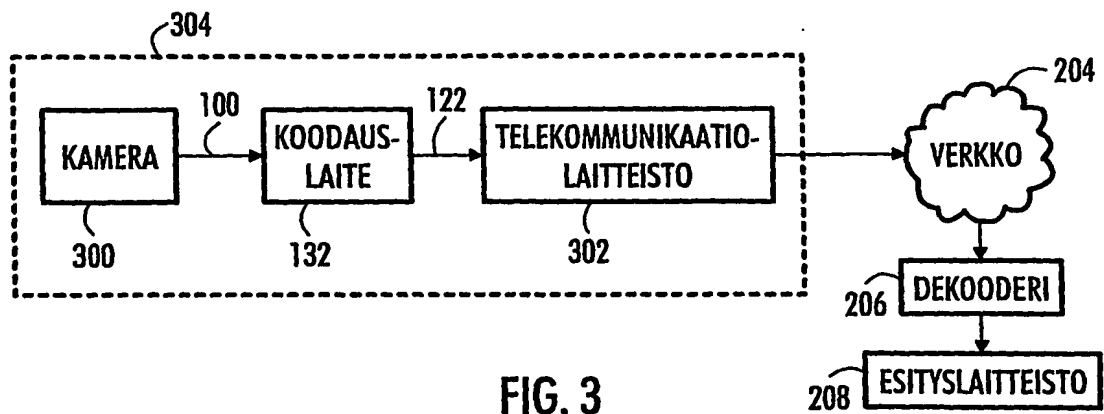 304
100
122
204
KAMERA
KOODAUS-
LAITE
TELEKOMMUNIKAATIO-
LAITTEISTO
VERKKO
300
132
302
206
DEKOODERI
208
ESITYSLAITTEISTO
FIG. 3